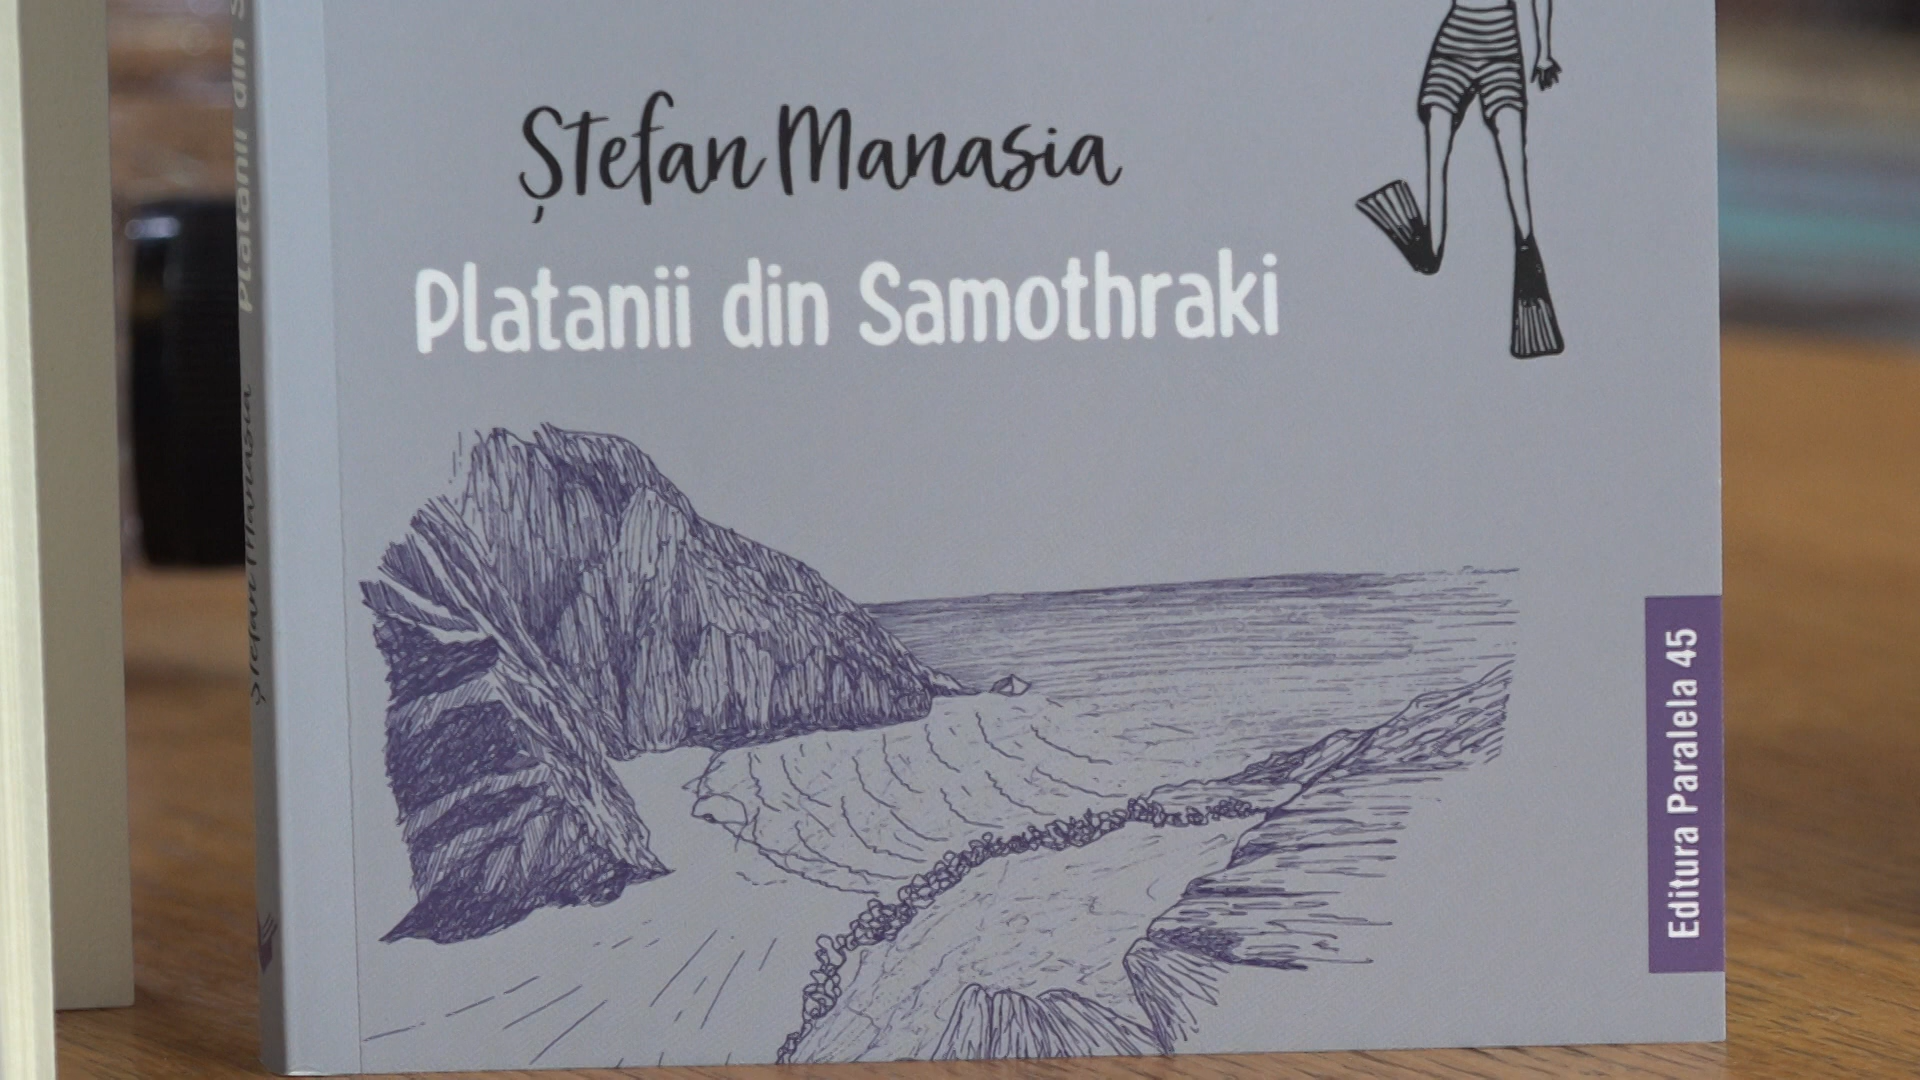 Ștefan Manasia
Platanii din Samothraki
Editura Paralela 45
Ștefan Manasia
Platanii din